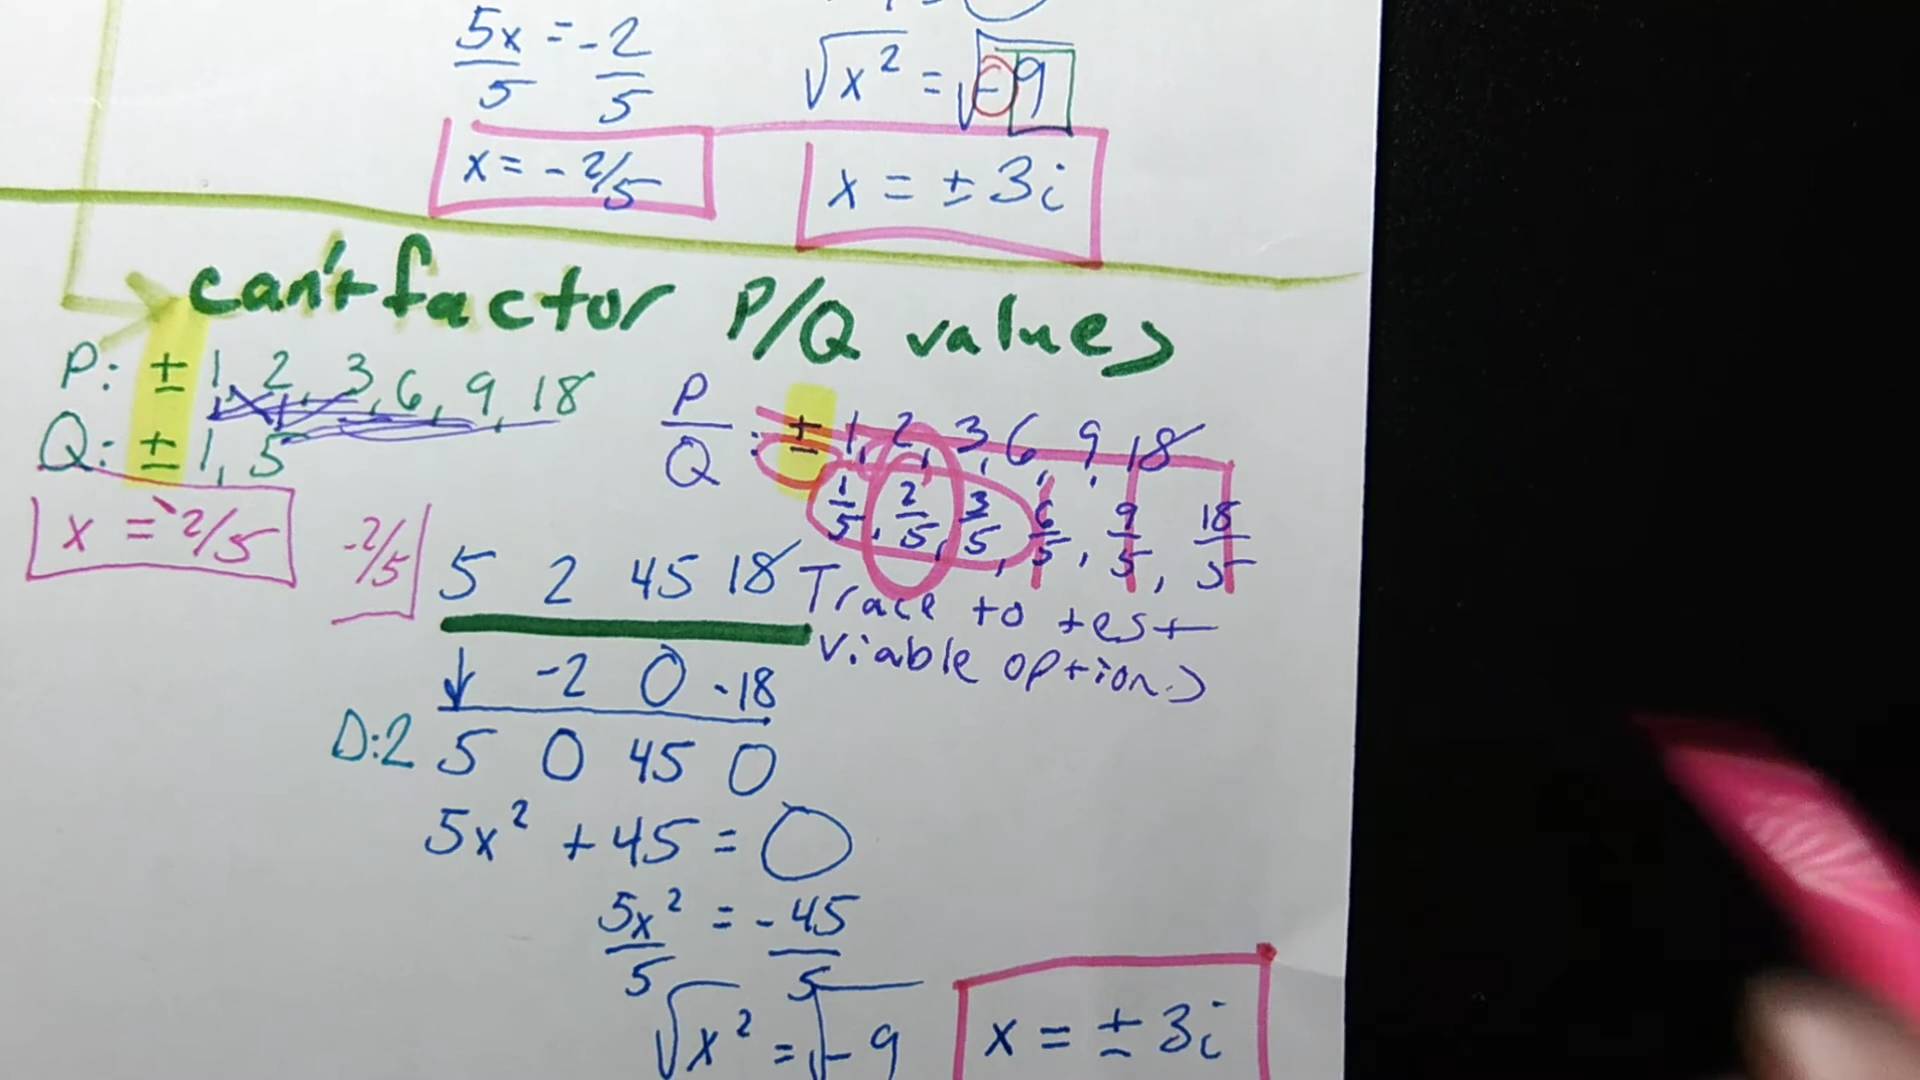 5x = -2
5 5
√x² = √-9
x = - 2/5
x = ± 3i
can't factor P/Q values
P: ± 1, 2, 3, 6, 9, 18
Q: ± 1, 5
P/Q : ± 1, 2, 3, 6, 9, 18
1/5, 2/5, 3/5, 6/5, 9/5, 18/5
x = -2/5
-2/5 5 2 45 18
Trace to test
viable options
↓ -2 0 -18
D:2 5 0 45 0
5x² + 45 = 0
5x² = -45
5 5
√x² = √-9
x = ± 3i